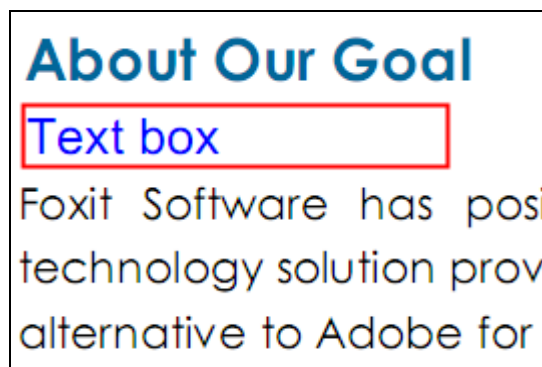 About Our Goal
Text box
Foxit Software has posi
technology solution prov
alternative to Adobe for